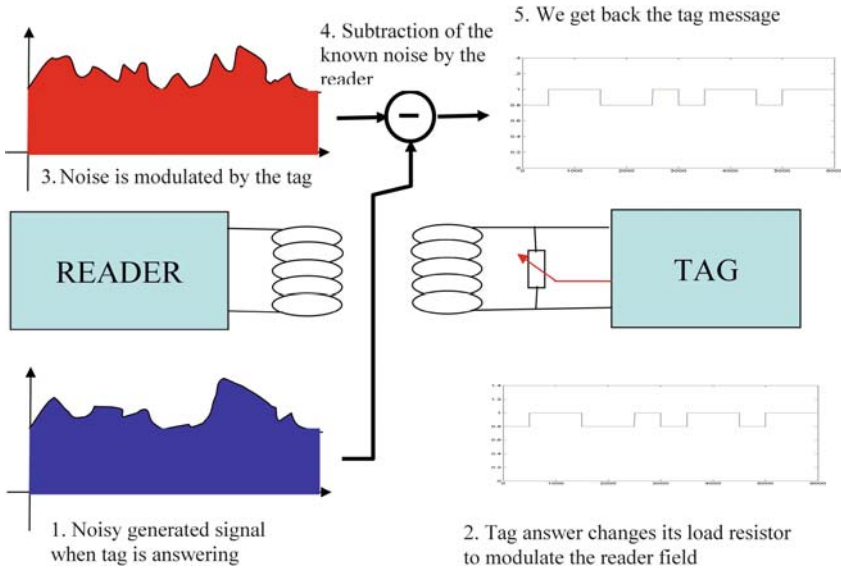 4. Subtraction of the
known noise by the
reader
5. We get back the tag message
3. Noise is modulated by the tag
READER
TAG
1. Noisy generated signal
when tag is answering
2. Tag answer changes its load resistor
to modulate the reader field